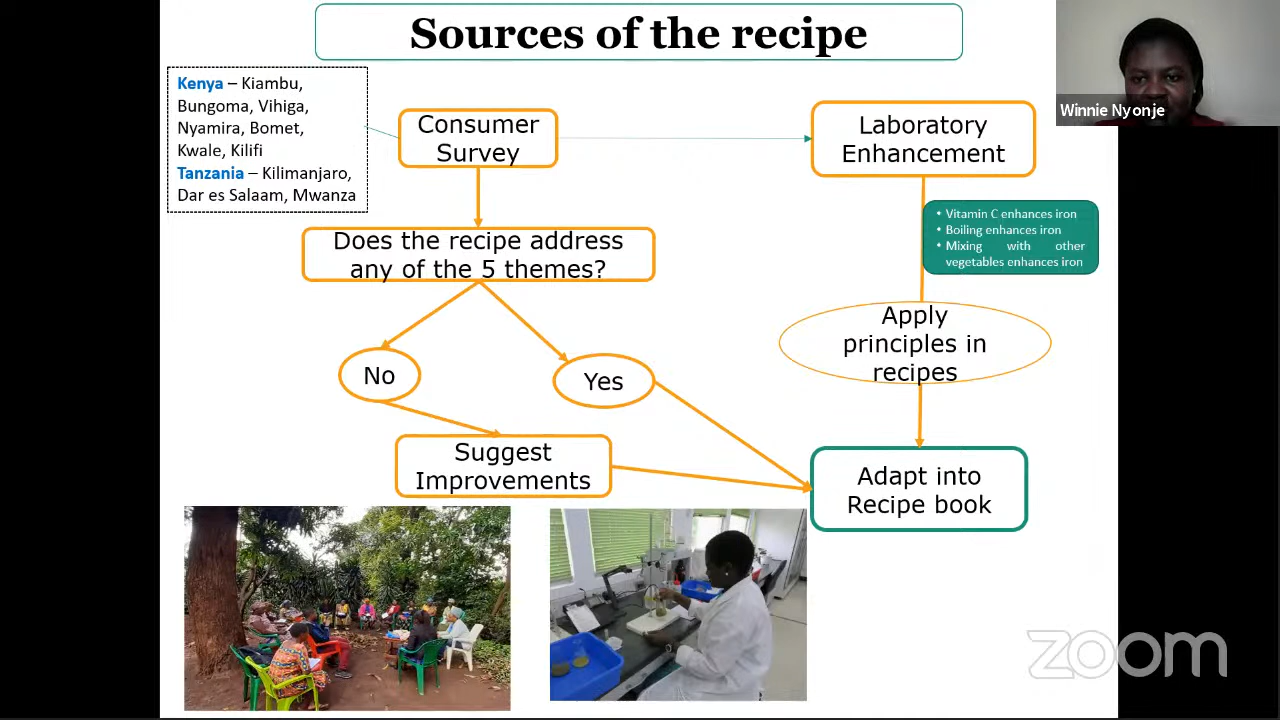 Sources of the recipe
Winnie Nyonje
Kenya – Kiambu,
Bungoma, Vihiga,
Nyamira, Bomet,
Kwale, Kilifi
Tanzania – Kilimanjaro,
Dar es Salaam, Mwanza
Consumer
Survey
Laboratory
Enhancement
• Vitamin C enhances iron
• Boiling enhances iron
• Mixing with other
vegetables enhances iron
Does the recipe address
any of the 5 themes?
Apply
principles in
recipes
No
Yes
Suggest
Improvements
Adapt into
Recipe book
zoom